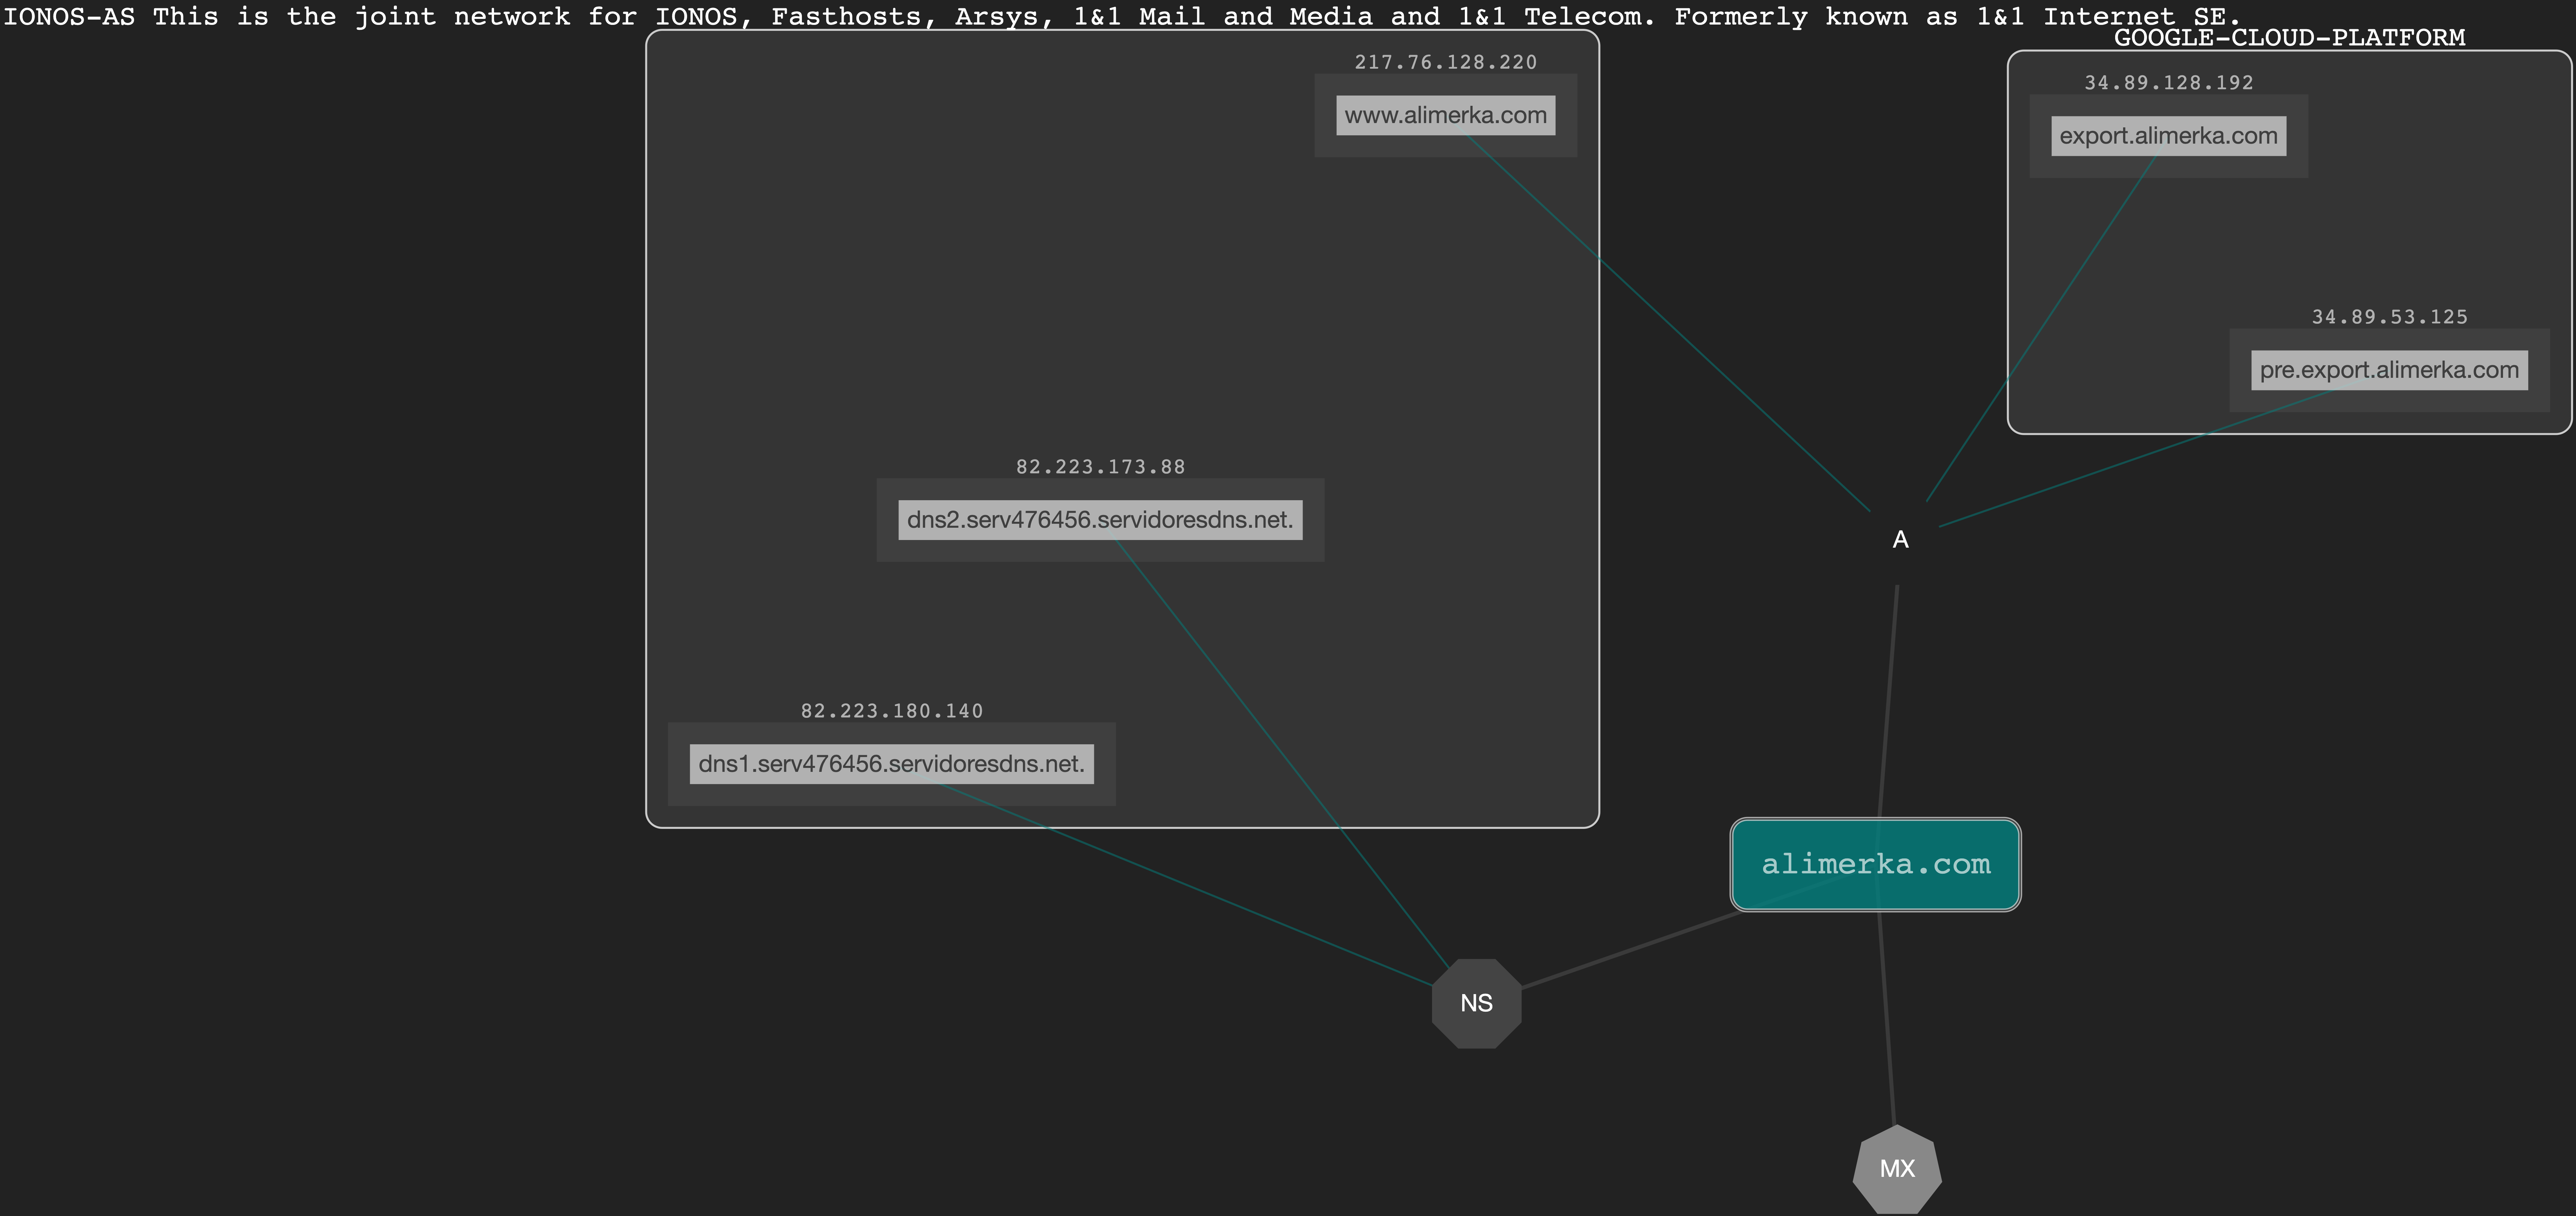 IONOS-AS This is the joint network for IONOS, Fasthosts, Arsys, 1&1 Mail and Media and 1&1 Telecom. Formerly known as 1&1 Internet SE.
GOOGLE-CLOUD-PLATFORM
217.76.128.220
www.alimerka.com
34.89.128.192
export.alimerka.com
34.89.53.125
pre.export.alimerka.com
82.223.173.88
dns2.serv476456.servidoresdns.net.
A
82.223.180.140
dns1.serv476456.servidoresdns.net.
alimerka.com
NS
MX